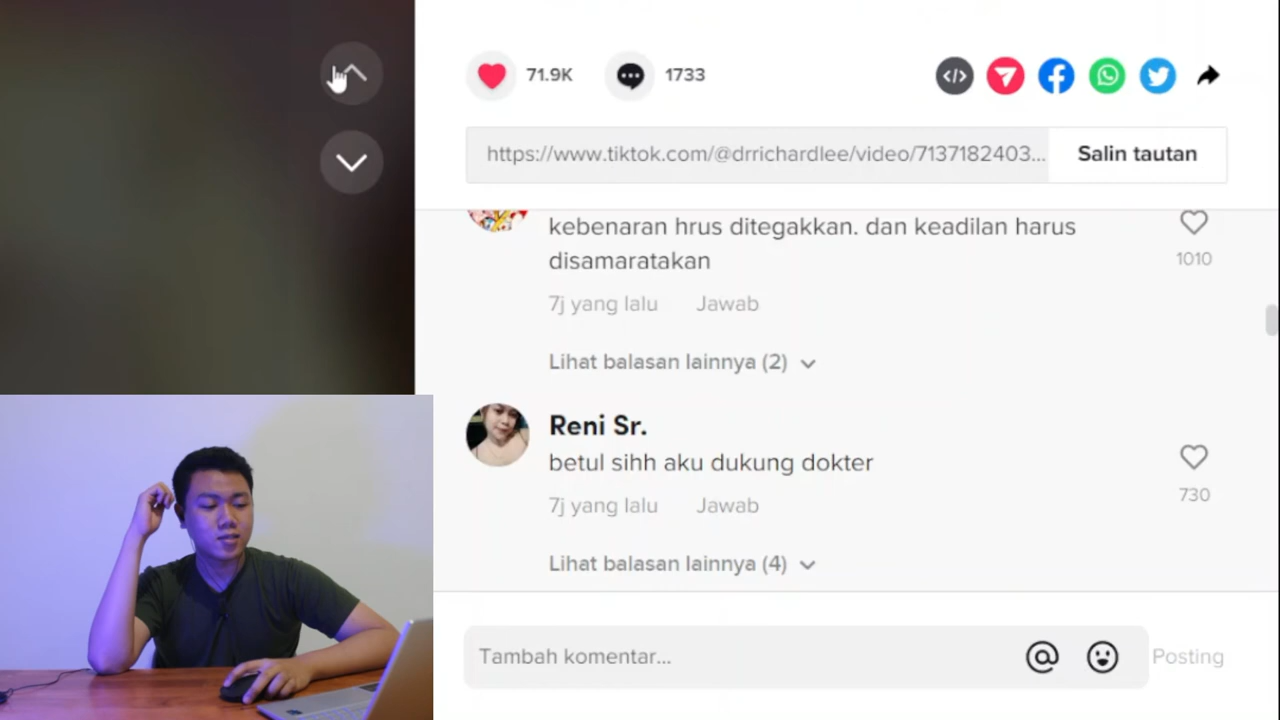 71.9K
1733
https://www.tiktok.com/@drrichardlee/video/7137182403...
Salin tautan
kebenaran hrus ditegakkan. dan keadilan harus
disamaratakan
1010
7j yang lalu Jawab
Lihat balasan lainnya (2)
Reni Sr.
betul sihh aku dukung dokter
730
7j yang lalu Jawab
Lihat balasan lainnya (4)
Tambah komentar...
@
Posting